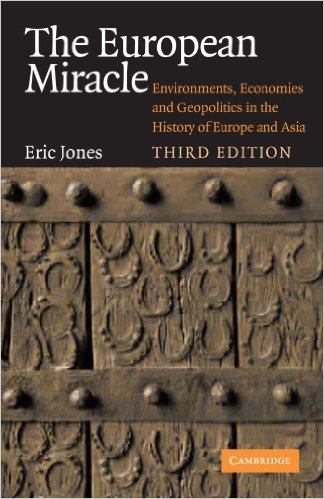 The European
Miracle
Environments, Economies
and Geopolitics in the
History of Europe and Asia
Eric Jones
THIRD EDITION
CAMBRIDGE